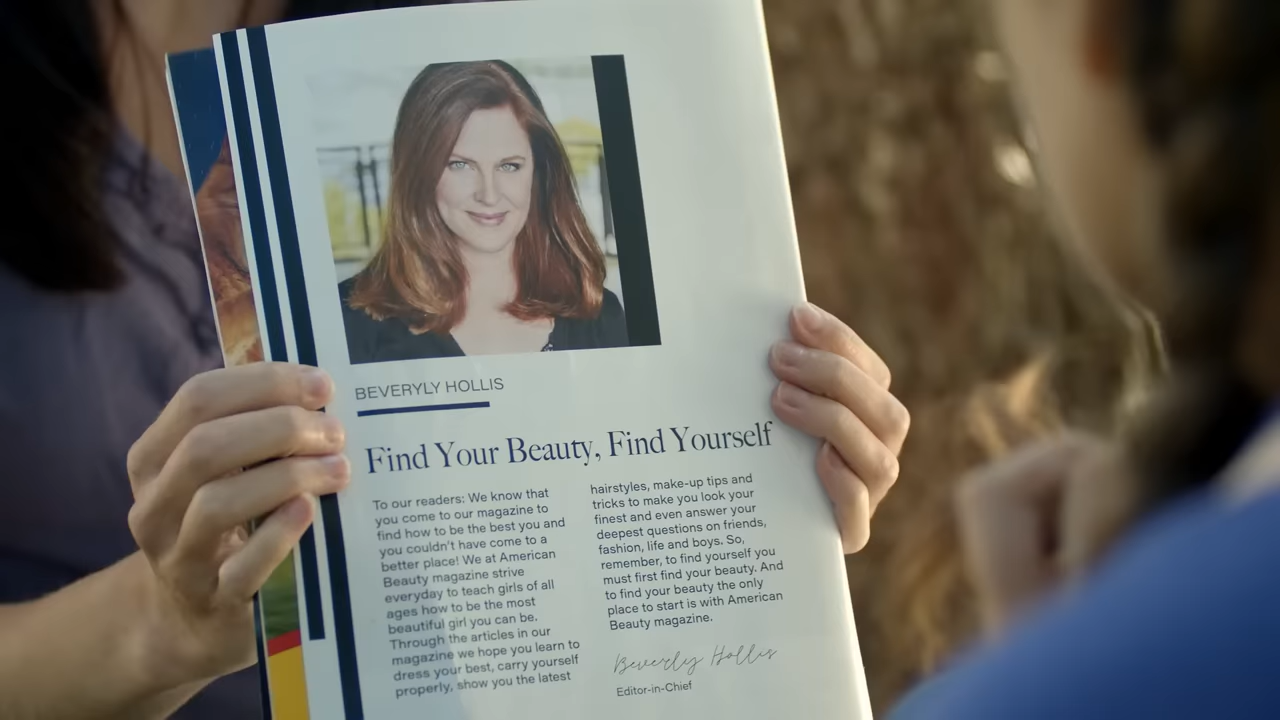 BEVERYLY HOLLIS
Find Your Beauty, Find Yourself
To our readers: We know that
you come to our magazine to
find how to be the best you and
you couldn't have come to a
better place! We at American
Beauty magazine strive
everyday to teach girls of all
ages how to be the most
beautiful girl you can be.
Through the articles in our
magazine we hope you learn to
dress your best, carry yourself
properly, show you the latest
hairstyles, make-up tips and
tricks to make you look your
finest and even answer your
deepest questions on friends,
fashion, life and boys. So,
remember, to find yourself you
must first find your beauty. And
to find your beauty the only
place to start is with American
Beauty magazine.
Beverly Hollis
Editor-in-Chief